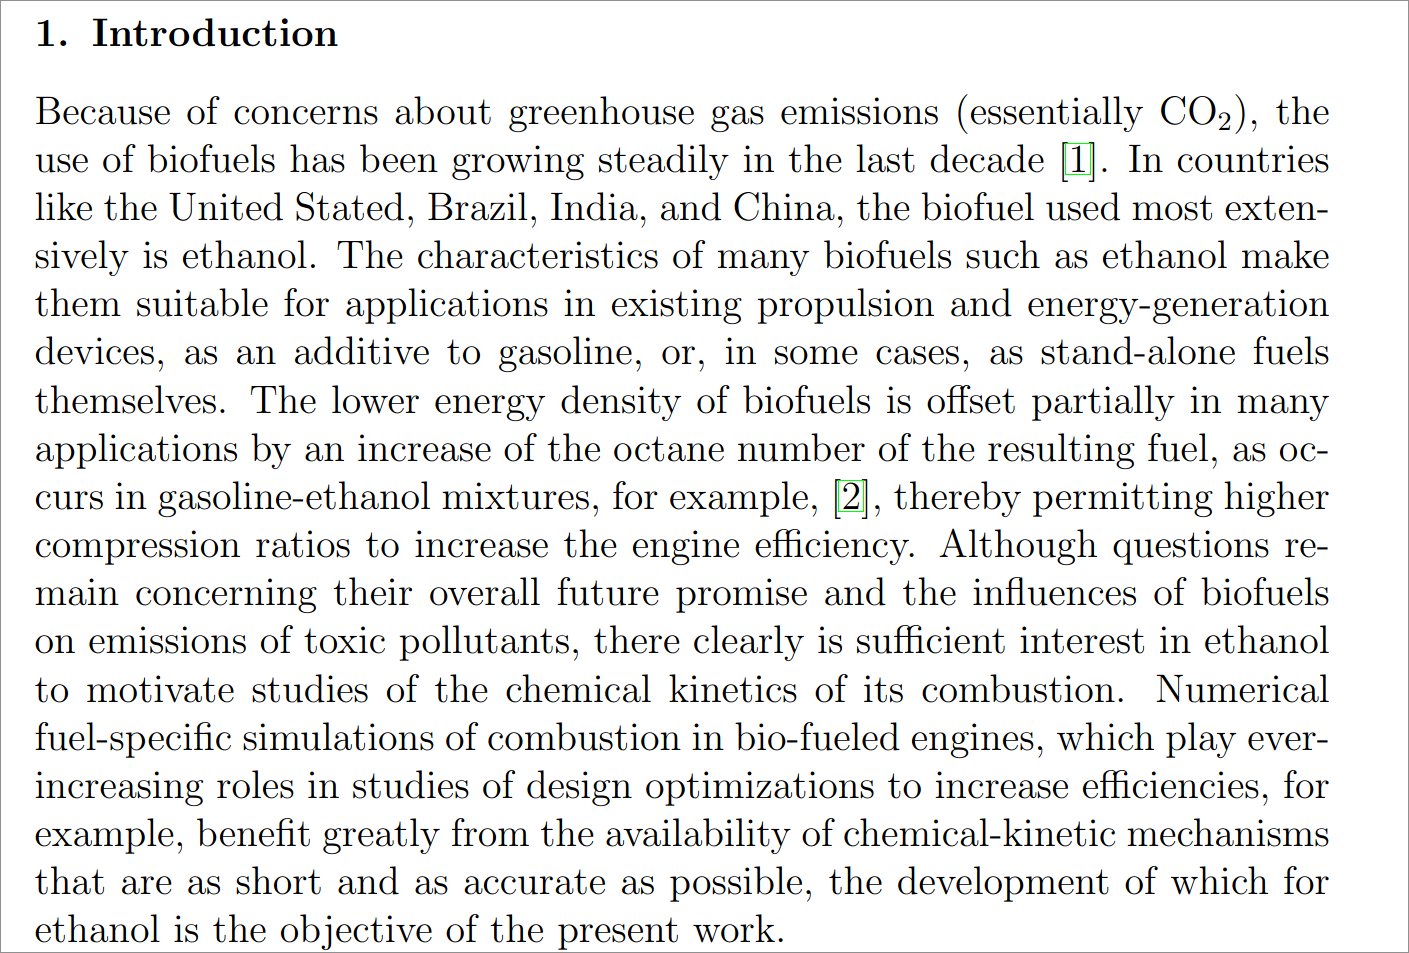 1. Introduction
Because of concerns about greenhouse gas emissions (essentially CO₂), the
use of biofuels has been growing steadily in the last decade [1]. In countries
like the United Stated, Brazil, India, and China, the biofuel used most exten-
sively is ethanol. The characteristics of many biofuels such as ethanol make
them suitable for applications in existing propulsion and energy-generation
devices, as an additive to gasoline, or, in some cases, as stand-alone fuels
themselves. The lower energy density of biofuels is offset partially in many
applications by an increase of the octane number of the resulting fuel, as oc-
curs in gasoline-ethanol mixtures, for example, [2], thereby permitting higher
compression ratios to increase the engine efficiency. Although questions re-
main concerning their overall future promise and the influences of biofuels
on emissions of toxic pollutants, there clearly is sufficient interest in ethanol
to motivate studies of the chemical kinetics of its combustion. Numerical
fuel-specific simulations of combustion in bio-fueled engines, which play ever-
increasing roles in studies of design optimizations to increase efficiencies, for
example, benefit greatly from the availability of chemical-kinetic mechanisms
that are as short and as accurate as possible, the development of which for
ethanol is the objective of the present work.